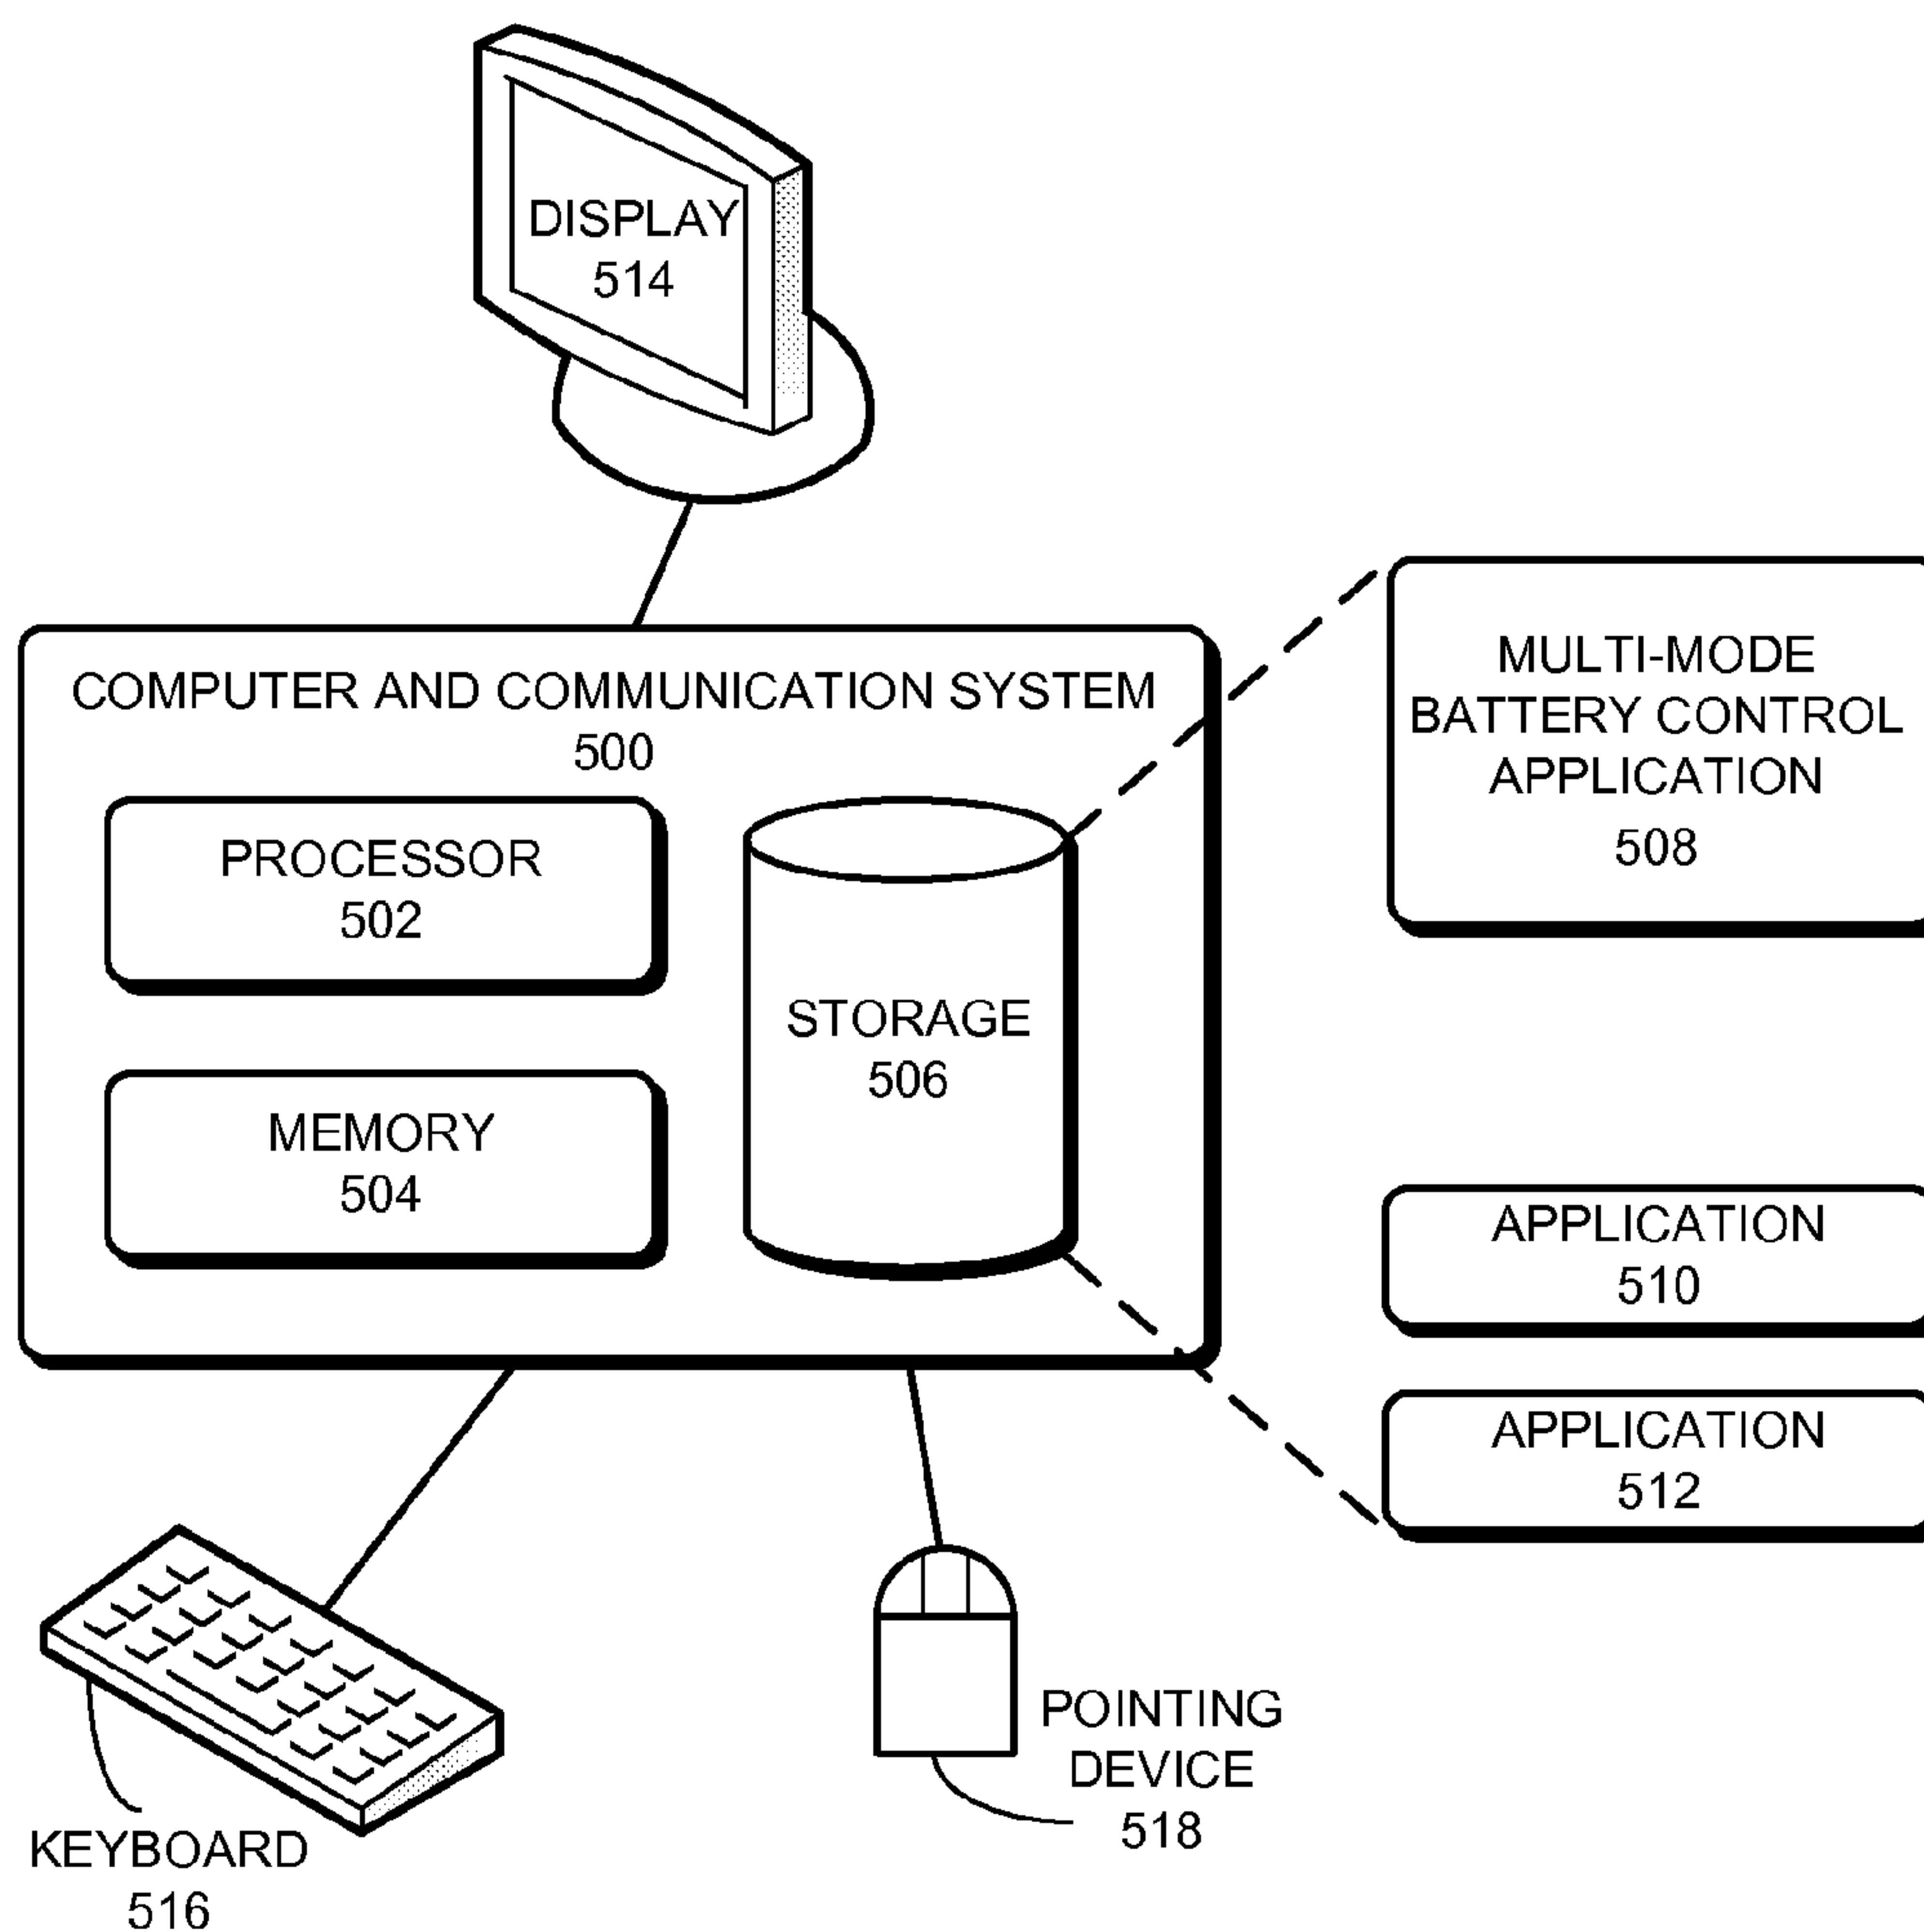 DISPLAY
514
COMPUTER AND COMMUNICATION SYSTEM
500
PROCESSOR
502
MEMORY
504
STORAGE
506
MULTI-MODE
BATTERY CONTROL
APPLICATION
508
APPLICATION
510
APPLICATION
512
KEYBOARD
516
POINTING
DEVICE
518